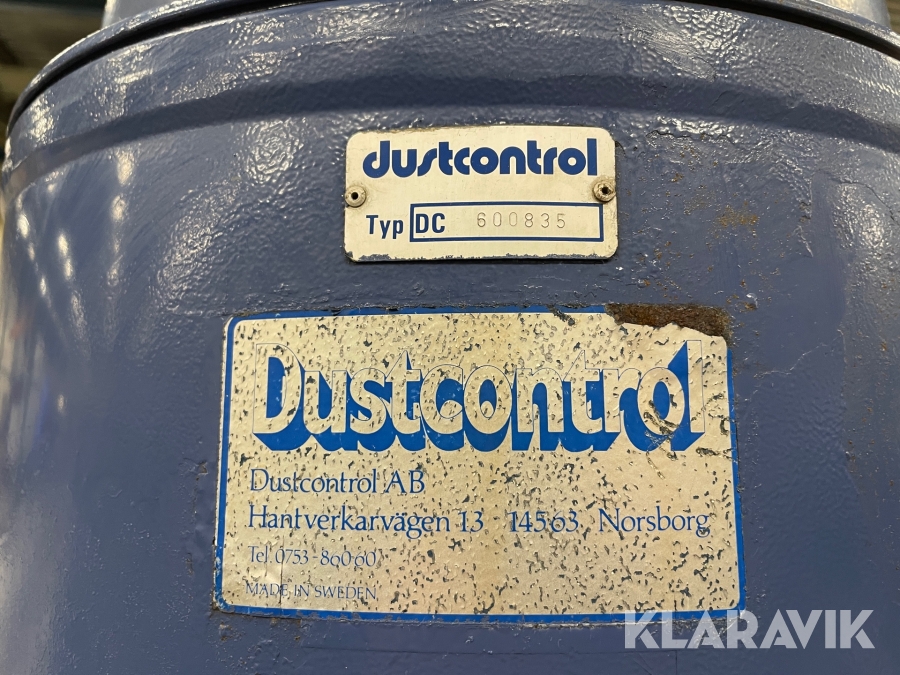 dustcontrol
Typ DC 600835
Dustcontrol
Dustcontrol AB
Hantverkarvägen 13 145 63 Norsborg
Tel. 0753-860 60
MADE IN SWEDEN
KLARAVIK